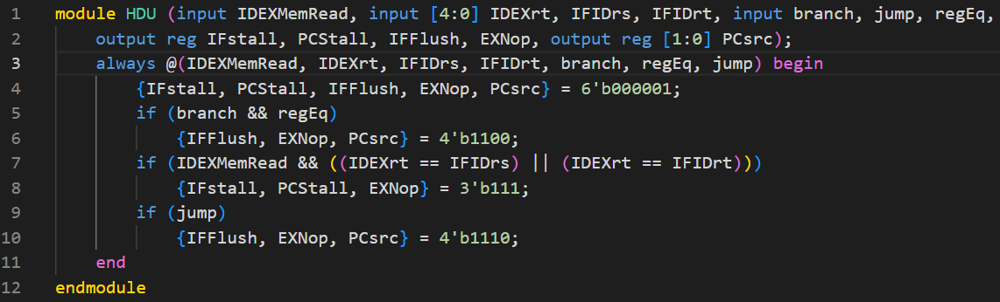 1 module HDU (input IDEXMemRead, input [4:0] IDEXrt, IFIDrs, IFIDrt, input branch, jump, regEq,
2 output reg IFstall, PCStall, IFFlush, EXNop, output reg [1:0] PCsrc);
3 always @(IDEXMemRead, IDEXrt, IFIDrs, IFIDrt, branch, regEq, jump) begin
4 {IFstall, PCStall, IFFlush, EXNop, PCsrc} = 6'b000001;
5 if (branch && regEq)
6 {IFFlush, EXNop, PCsrc} = 4'b1100;
7 if (IDEXMemRead && ((IDEXrt == IFIDrs) || (IDEXrt == IFIDrt)))
8 {IFstall, PCStall, EXNop} = 3'b111;
9 if (jump)
10 {IFFlush, EXNop, PCsrc} = 4'b1110;
11 end
12 endmodule